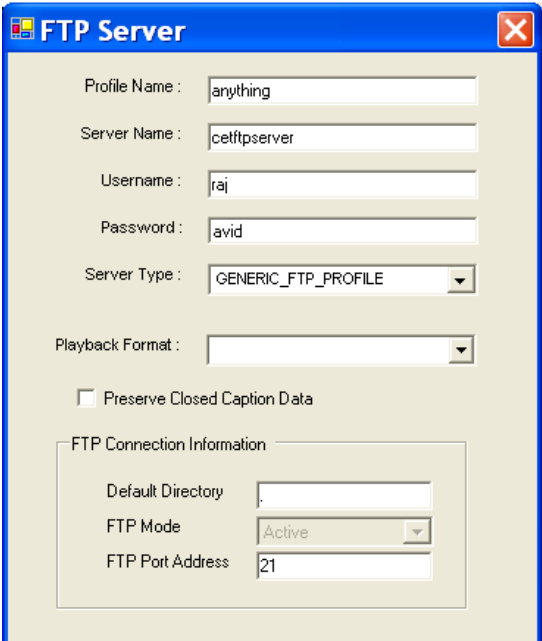 FTP Server
Profile Name : anything
Server Name : cetftpserver
Username : raj
Password : avid
Server Type : GENERIC_FTP_PROFILE
Playback Format :
Preserve Closed Caption Data
FTP Connection Information
Default Directory .
FTP Mode Active
FTP Port Address 21